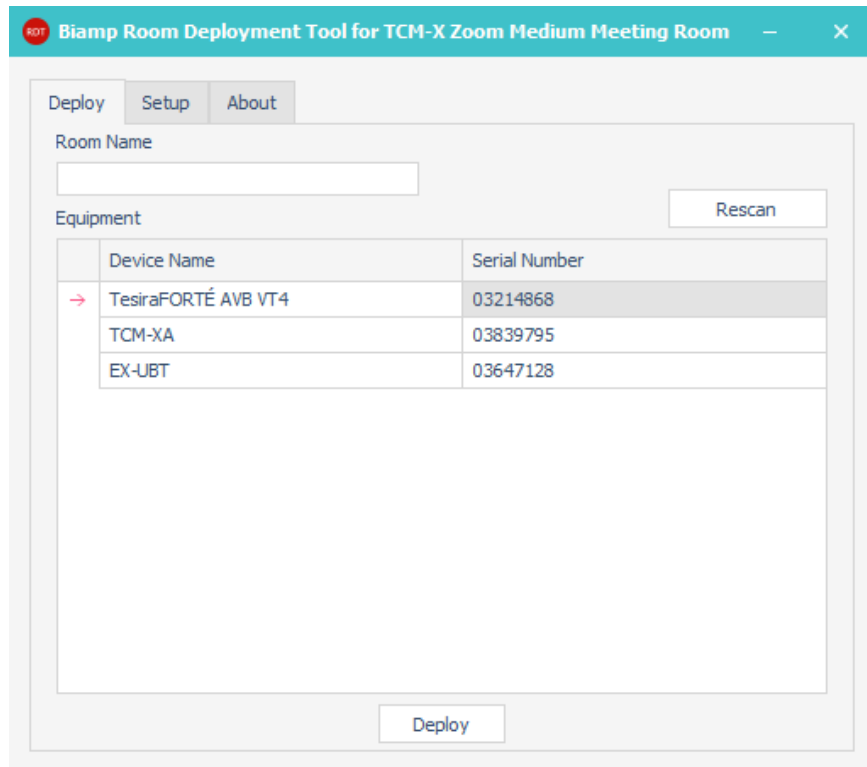 RDT Biamp Room Deployment Tool for TCM-X Zoom Medium Meeting Room
Deploy Setup About
Room Name
Rescan
Equipment
Device Name Serial Number
TesiraFORTÉ AVB VT4 03214868
TCM-XA 03839795
EX-UBT 03647128
Deploy